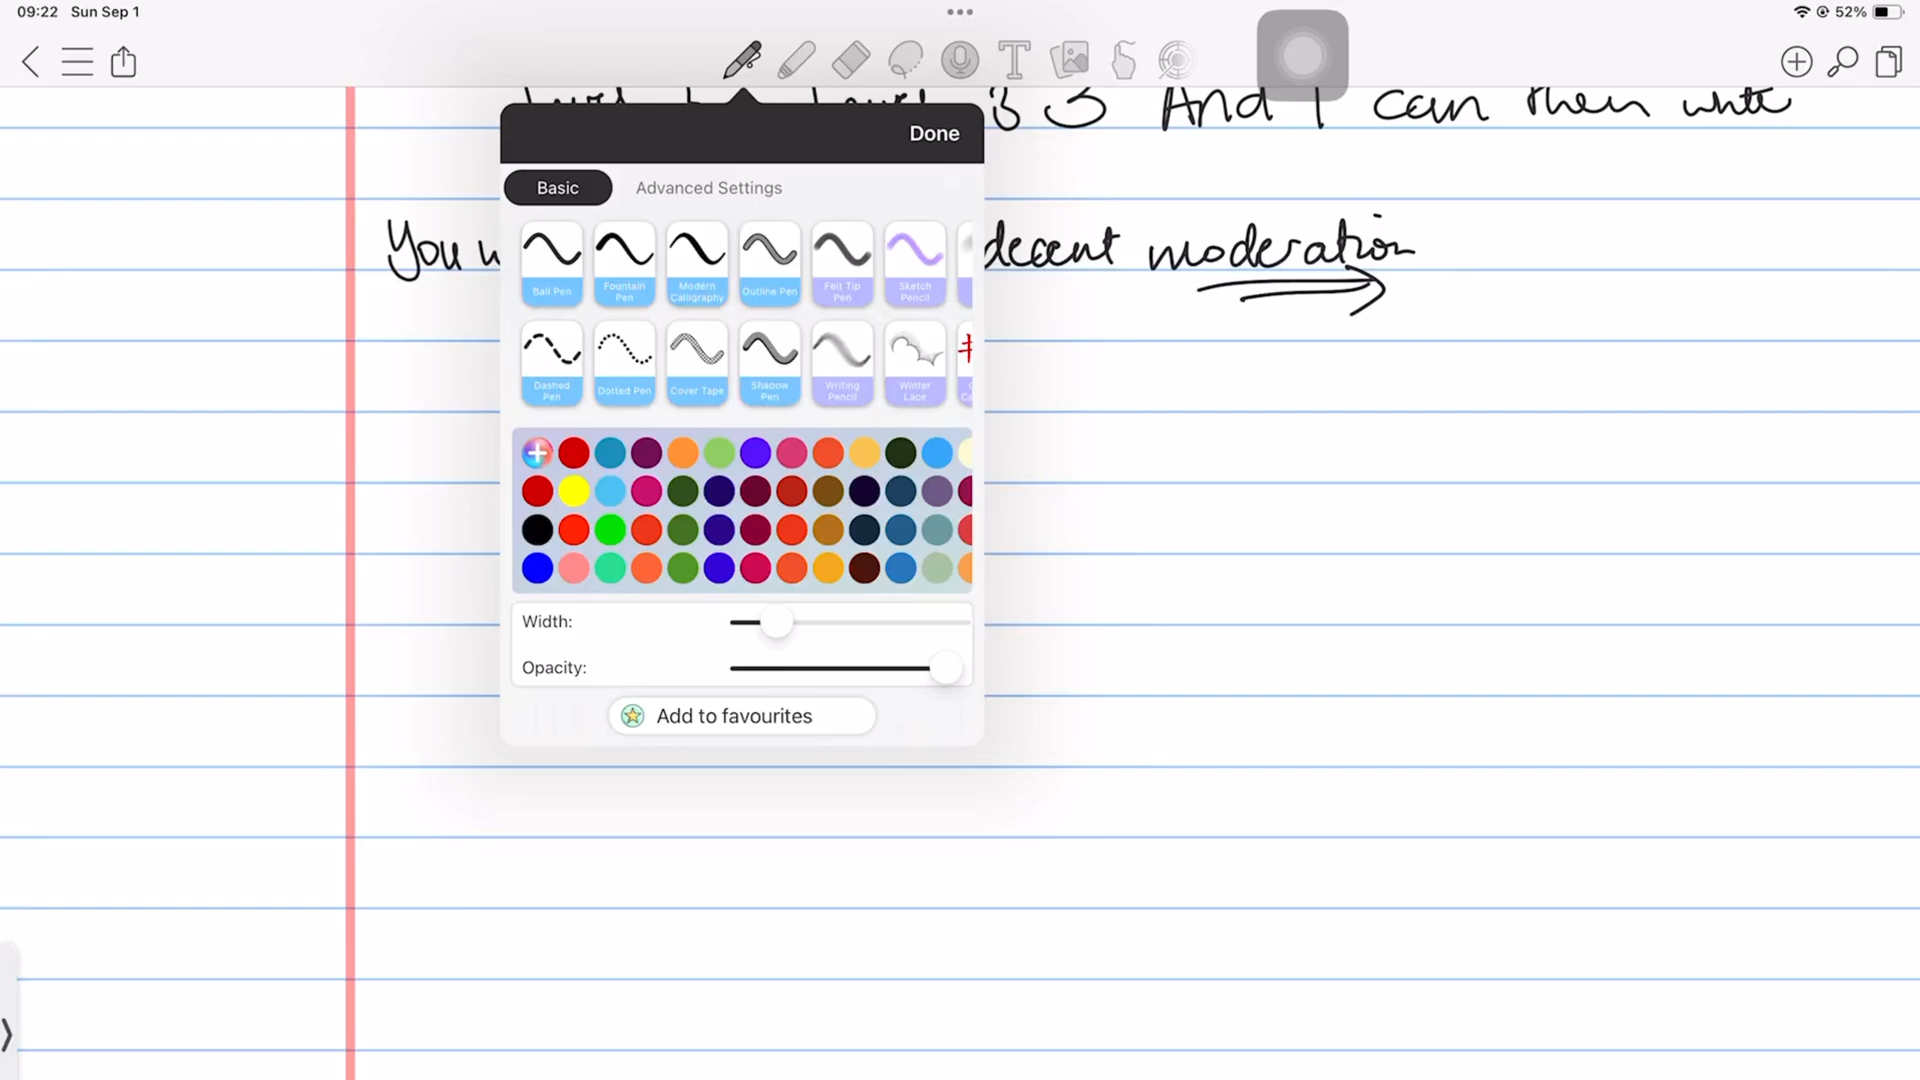 09:22 Sun Sep 1
52%
And I can then write
Done
Basic Advanced Settings
You decent moderation
Ball Pen Fountain Pen Modern Calligraphy Outline Pen Felt Tip Pen Sketch Pencil
Dashed Pen Dotted Pen Cover Tape Shadow Pen Writing Pencil Winter Lace
Width:
Opacity:
Add to favourites